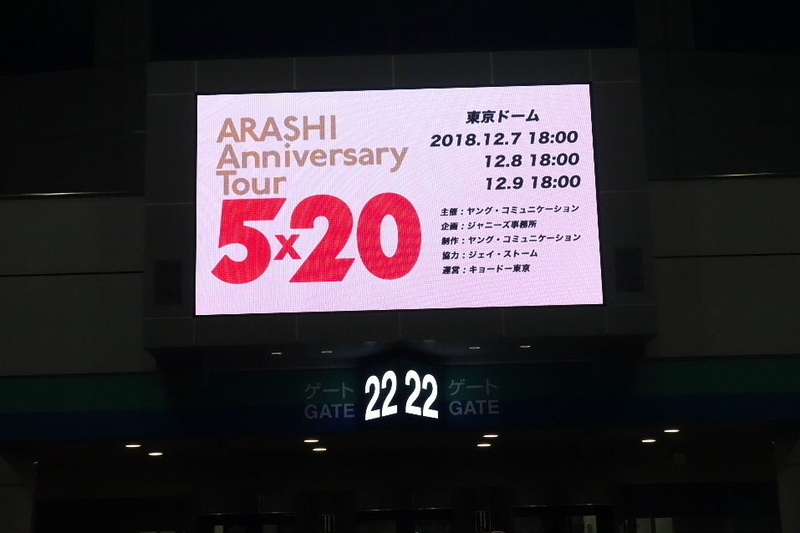 ARASHI
Anniversary
Tour
5x20
東京ドーム
2018.12.7 18:00
12.8 18:00
12.9 18:00
主催：ヤング・コミュニケーション
企画：ジャニーズ事務所
制作：ヤング・コミュニケーション
協力：ジェイ・ストーム
運営：キョードー東京
ゲート 22 22 ゲート
GATE GATE